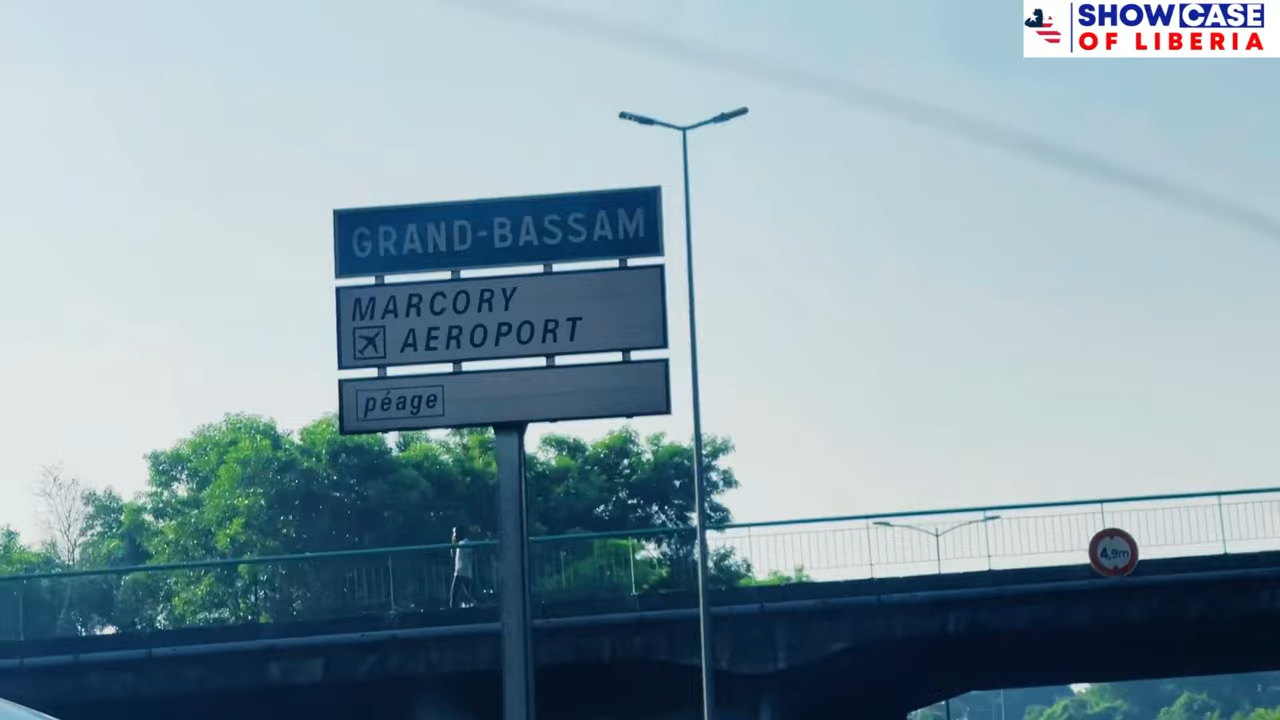 SHOWCASE
OF LIBERIA
GRAND-BASSAM
MARCORY
AEROPORT
péage
4,9m